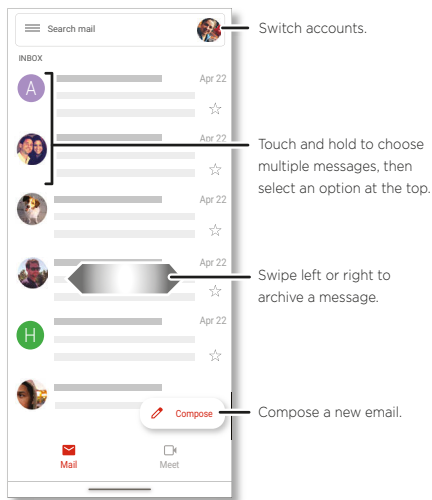 Search mail
Switch accounts.
INBOX
A
Apr 22
Apr 22
Touch and hold to choose
multiple messages, then
select an option at the top.
Apr 22
Apr 22
Swipe left or right to
archive a message.
H
Apr 22
Compose
Compose a new email.
Mail
Meet